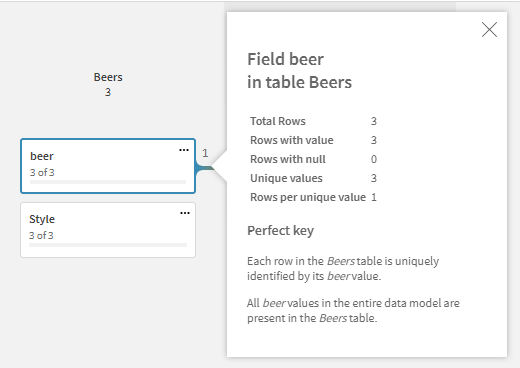 Beers
3
beer
3 of 3
1
Style
3 of 3
Field beer
in table Beers
Total Rows 3
Rows with value 3
Rows with null 0
Unique values 3
Rows per unique value 1
Perfect key
Each row in the Beers table is uniquely
identified by its beer value.
All beer values in the entire data model are
present in the Beers table.